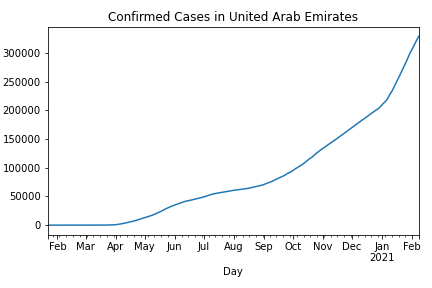 Confirmed Cases in United Arab Emirates
300000
250000
200000
150000
100000
50000
0
Feb Mar Apr May Jun Jul Aug Sep Oct Nov Dec Jan Feb
2021
Day